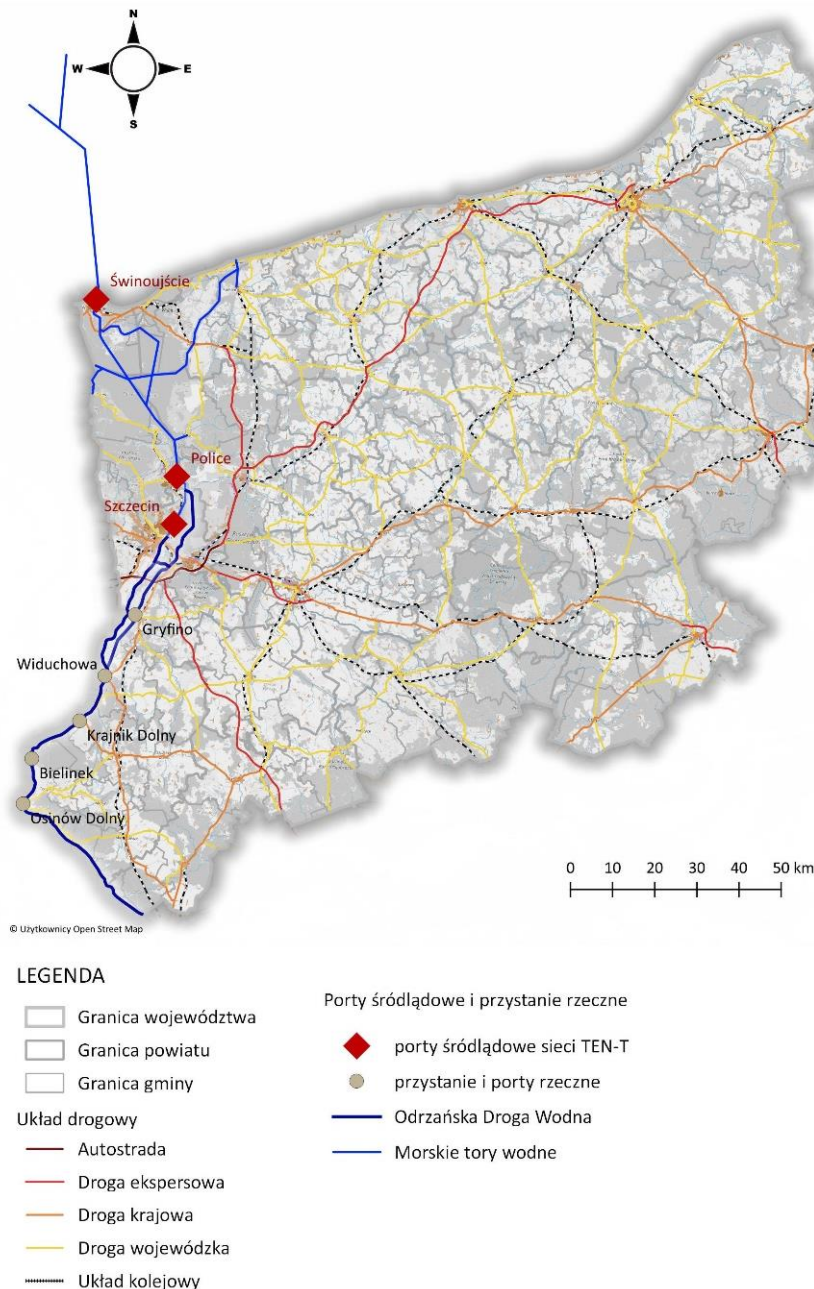 N
W E
S
Świnoujście
Police
Szczecin
Gryfino
Widuchowa
Krajnik Dolny
Bielinek
Osinów Dolny
0 10 20 30 40 50 km
© Użytkownicy Open Street Map
LEGENDA
Granica województwa
Granica powiatu
Granica gminy
Układ drogowy
Autostrada
Droga ekspersowa
Droga krajowa
Droga wojewódzka
Układ kolejowy
Porty śródlądowe i przystanie rzeczne
porty śródlądowe sieci TEN-T
przystanie i porty rzeczne
Odrzańska Droga Wodna
Morskie tory wodne